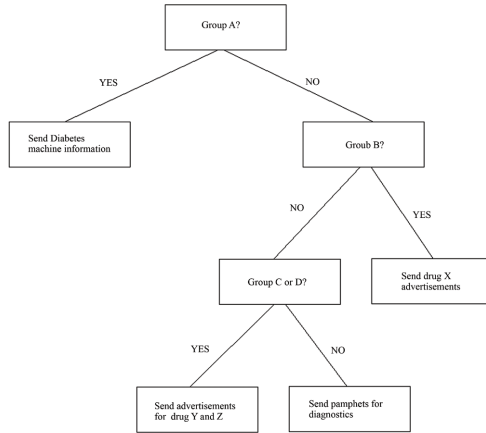 Group A?
YES
NO
Send Diabetes
machine information
Groub B?
NO
YES
Group C or D?
Send drug X
advertisements
YES
NO
Send advertisements
for drug Y and Z
Send pamphets for
diagnostics